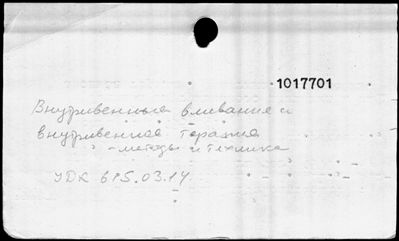 1017701
Внутривенные вливания и
внутривенная терапия
- методы и техника
УДК 615.03.14